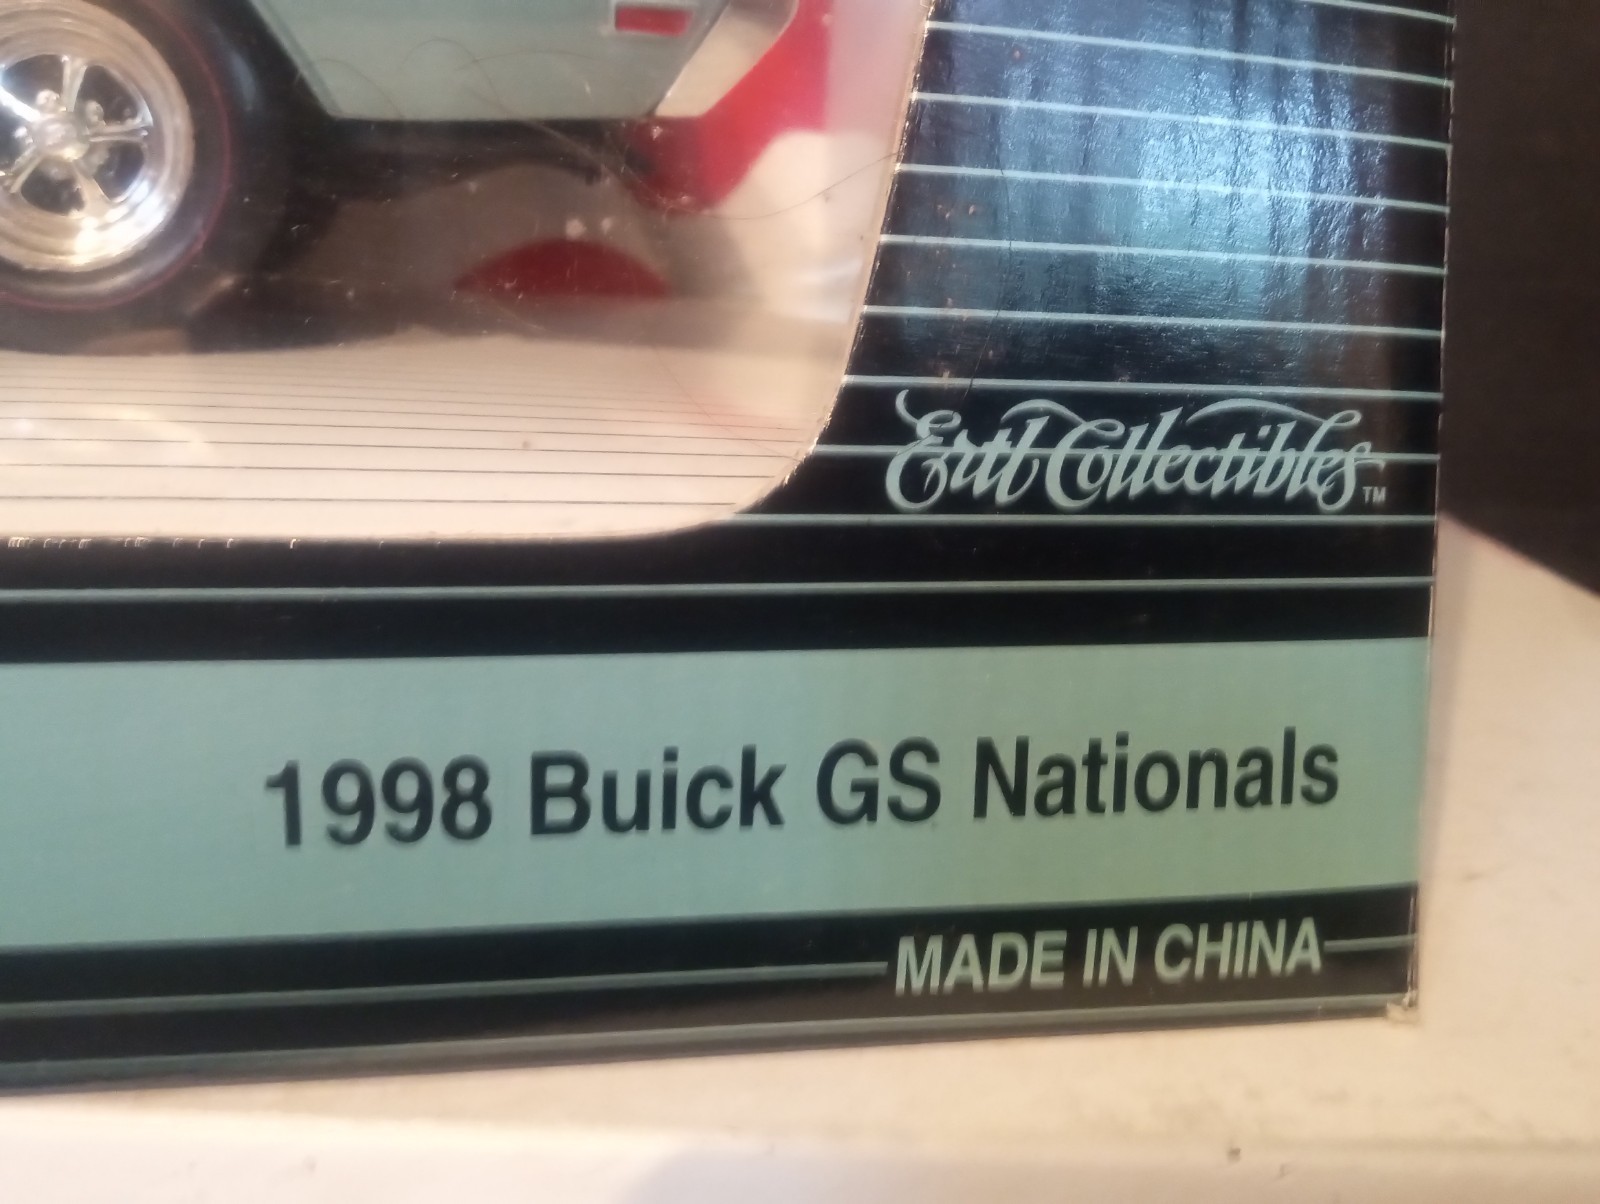 Ertl Collectibles™
1998 Buick GS Nationals
MADE IN CHINA